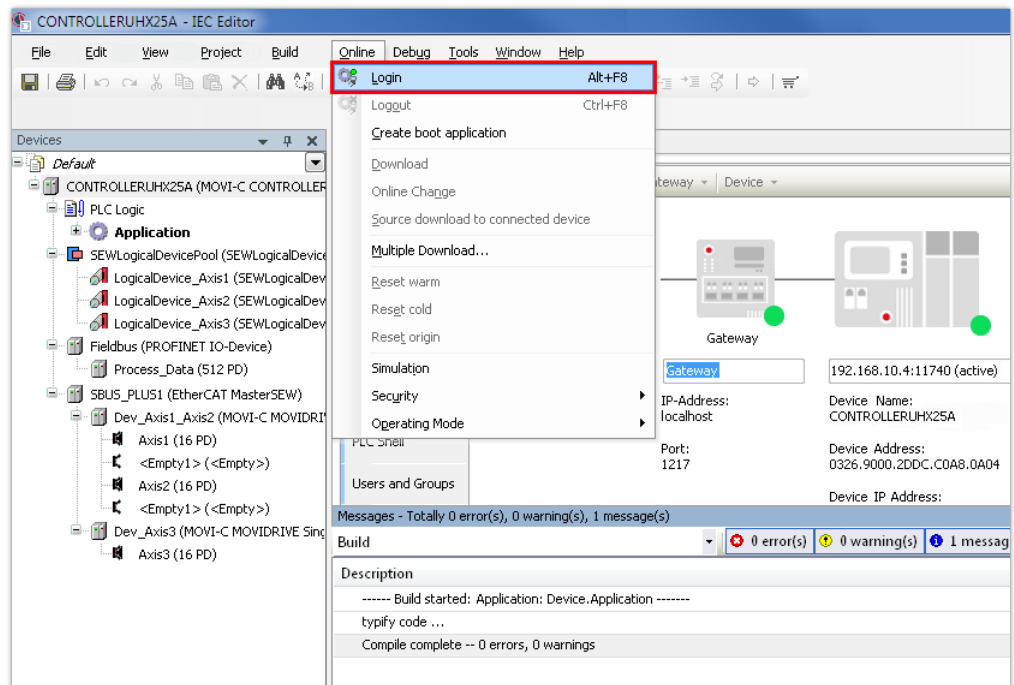 CONTROLLERUHX25A - IEC Editor
File Edit View Project Build Online Debug Tools Window Help
Login Alt+F8
Logout Ctrl+F8
Create boot application
Download
Online Change
Source download to connected device
Multiple Download...
Reset warm
Reset cold
Reset origin
Simulation
Security
Operating Mode
Devices
Default
CONTROLLERUHX25A (MOVI-C CONTROLLER
PLC Logic
Application
SEWLogicalDevicePool (SEWLogicalDevice
LogicalDevice_Axis1 (SEWLogicalDev
LogicalDevice_Axis2 (SEWLogicalDev
LogicalDevice_Axis3 (SEWLogicalDev
Fieldbus (PROFINET IO-Device)
Process_Data (512 PD)
SBUS_PLUS1 (EtherCAT MasterSEW)
Dev_Axis1_Axis2 (MOVI-C MOVIDRI
Axis1 (16 PD)
<Empty1> (<Empty>)
Axis2 (16 PD)
<Empty1> (<Empty>)
Dev_Axis3 (MOVI-C MOVIDRIVE Sing
Axis3 (16 PD)
teway Device
Gateway
Gateway
IP-Address:
localhost
Port:
1217
192.168.10.4:11740 (active)
Device Name:
CONTROLLERUHX25A
Device Address:
0326.9000.2DDC.C0A8.0A04
Device IP Address:
PLC Shell
Users and Groups
Messages - Totally 0 error(s), 0 warning(s), 1 message(s)
Build 0 error(s) 0 warning(s) 1 messag
Description
------ Build started: Application: Device.Application -------
typify code ...
Compile complete -- 0 errors, 0 warnings